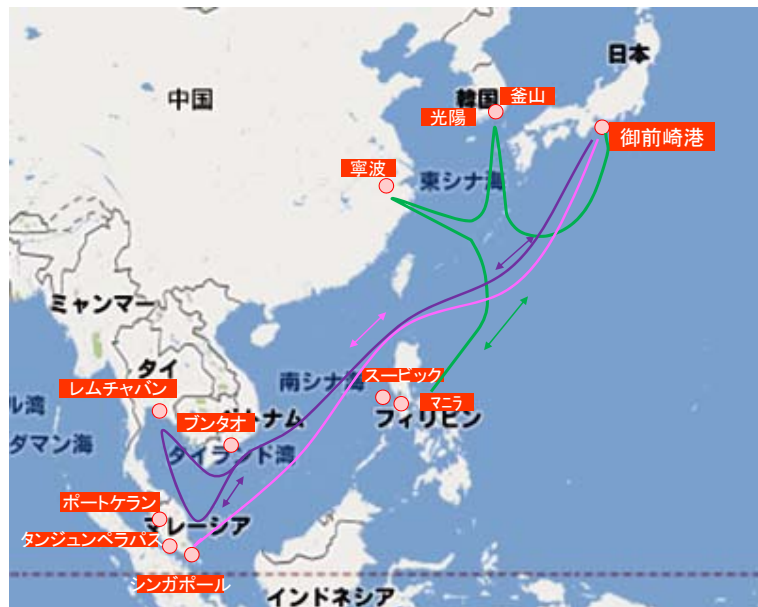 日本
中国
韓国
釜山
光陽
御前崎港
寧波
東シナ海
ミャンマー
タイ
南シナ海
スービック
レムチャバン
マニラ
ル湾
ブンタオ
ベトナム
フィリピン
ダマン海
タイランド湾
ポートケラン
マレーシア
タンジュンペラパス
シンガポール
インドネシア